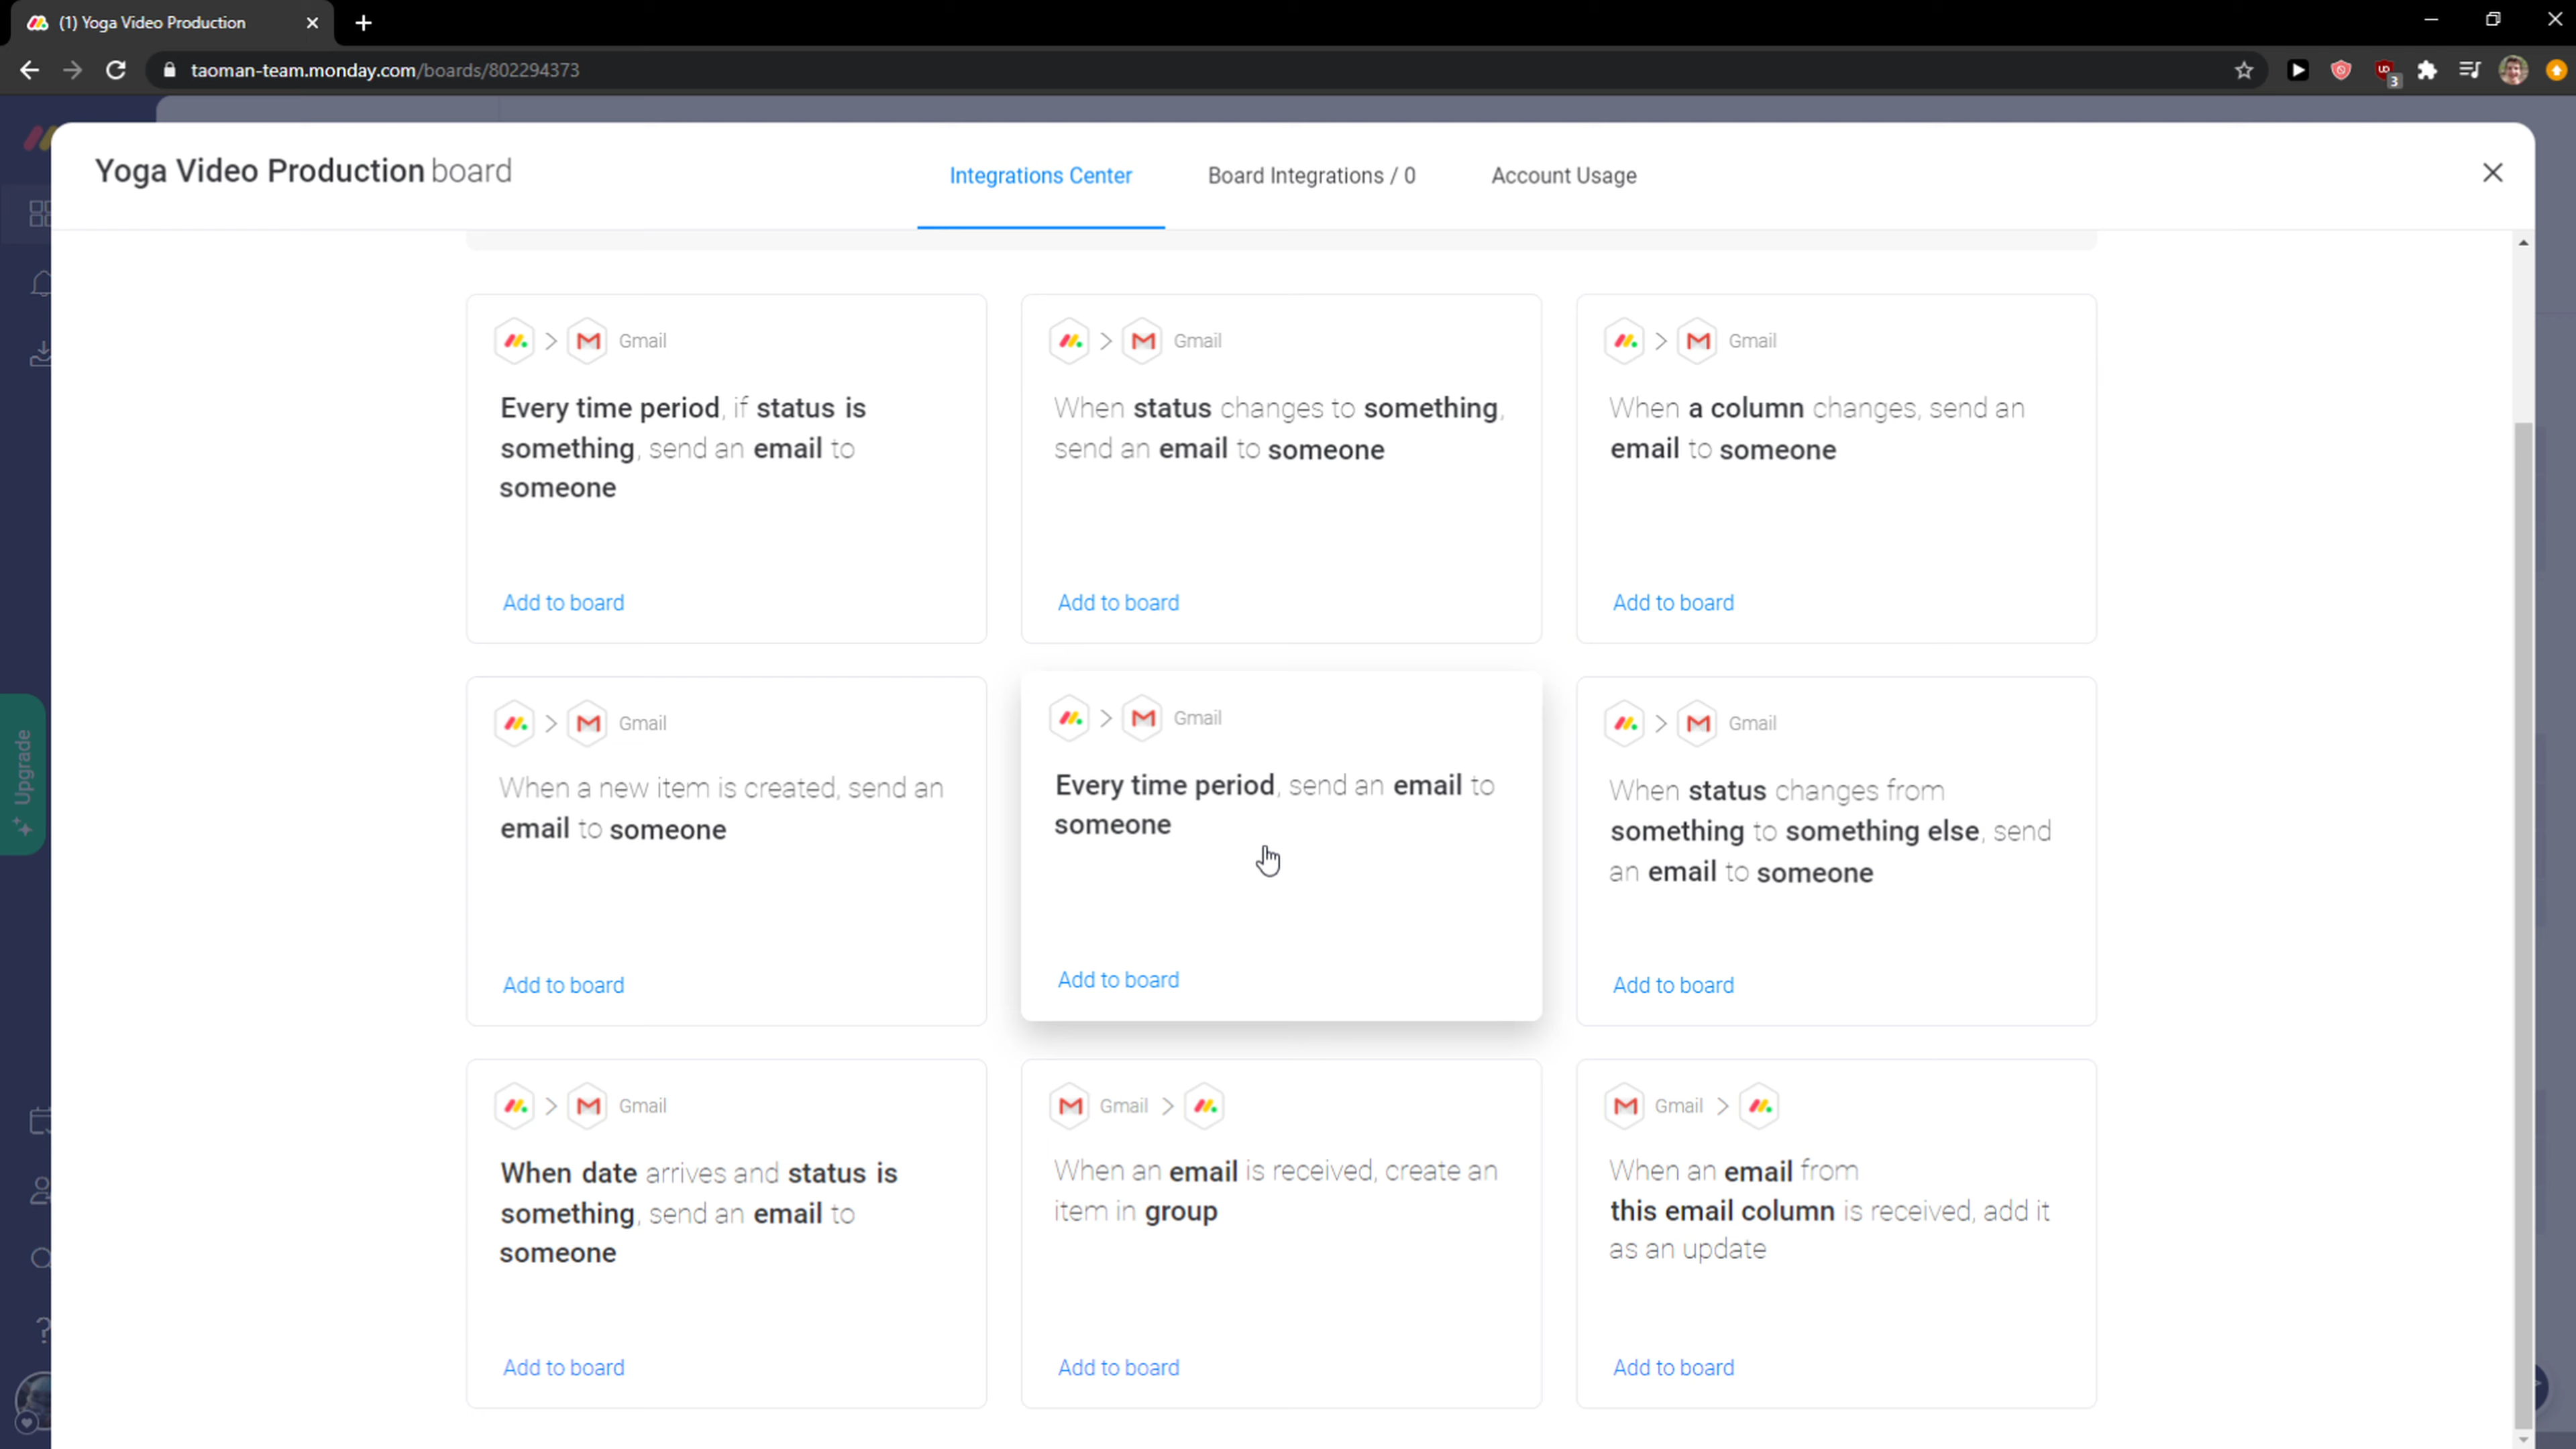 (1) Yoga Video Production
taoman-team.monday.com/boards/802294373
3
Yoga Video Production board
Integrations Center
Board Integrations / 0
Account Usage
Gmail
Every time period, if status is
something, send an email to
someone
Add to board
Gmail
When status changes to something,
send an email to someone
Add to board
Gmail
When a column changes, send an
email to someone
Add to board
Upgrade
Gmail
When a new item is created, send an
email to someone
Add to board
Gmail
Every time period, send an email to
someone
Add to board
Gmail
When status changes from
something to something else, send
an email to someone
Add to board
Gmail
When date arrives and status is
something, send an email to
someone
Add to board
Gmail
When an email is received, create an
item in group
Add to board
Gmail
When an email from
this email column is received, add it
as an update
Add to board